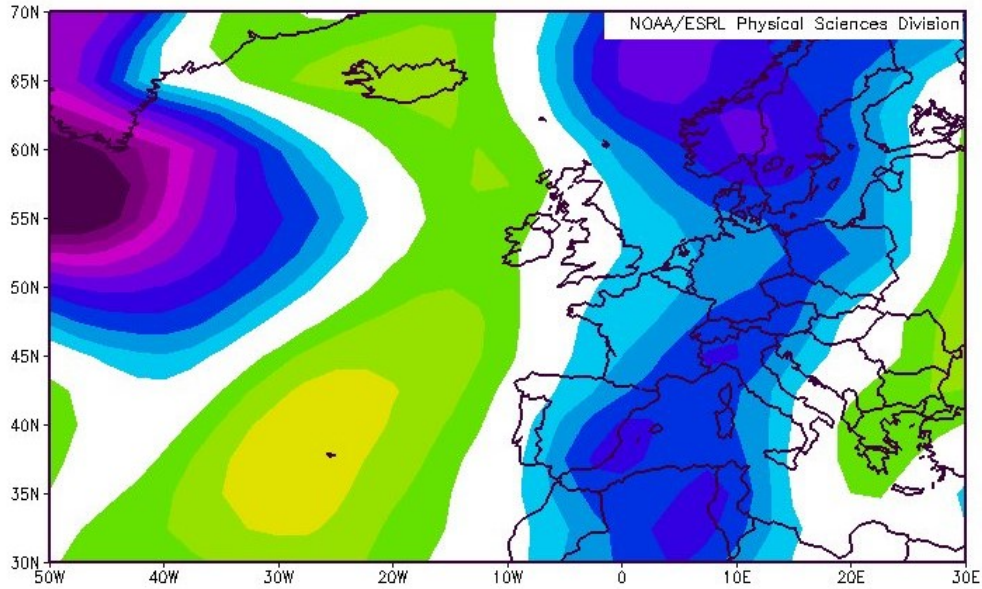 NOAA/ESRL Physical Sciences Division
70N
65N
60N
55N
50N
45N
40N
35N
30N
50W 40W 30W 20W 10W 0 10E 20E 30E